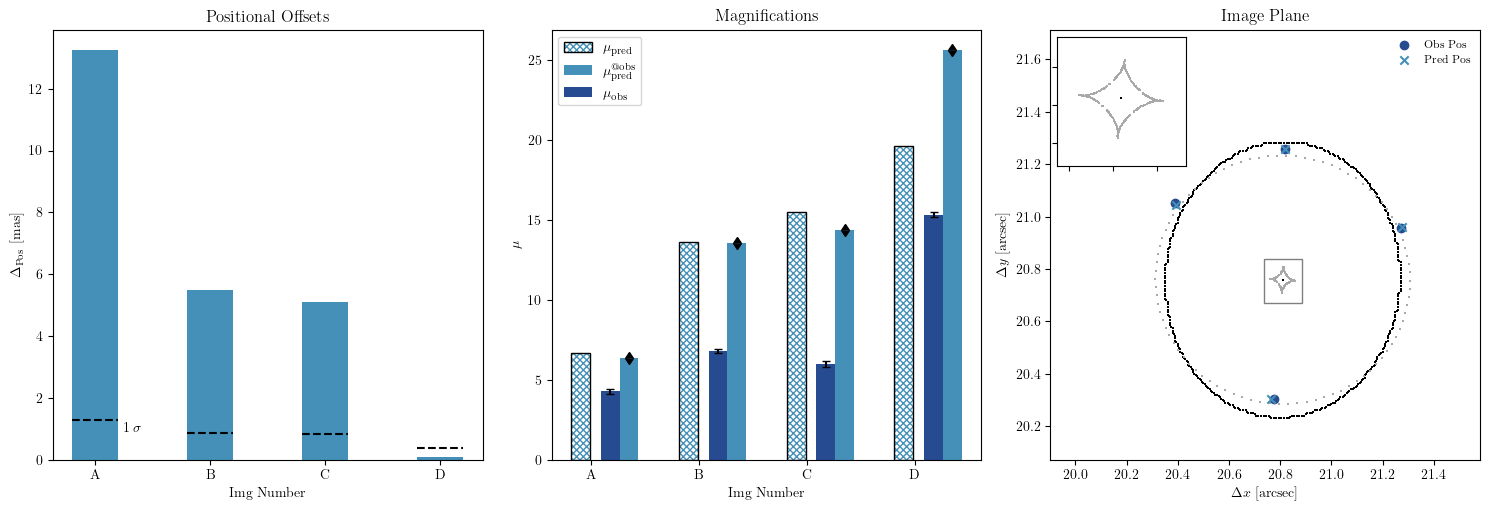 Positional Offsets
Δ_Pos [mas]
12
10
8
6
4
2
0
1 σ
A B C D
Img Number
Magnifications
μ_pred
μ_pred^@obs
μ_obs
μ
25
20
15
10
5
0
A B C D
Img Number
Image Plane
Obs Pos
Pred Pos
Δy [arcsec]
21.6
21.4
21.2
21.0
20.8
20.6
20.4
20.2
20.0 20.2 20.4 20.6 20.8 21.0 21.2 21.4
Δx [arcsec]